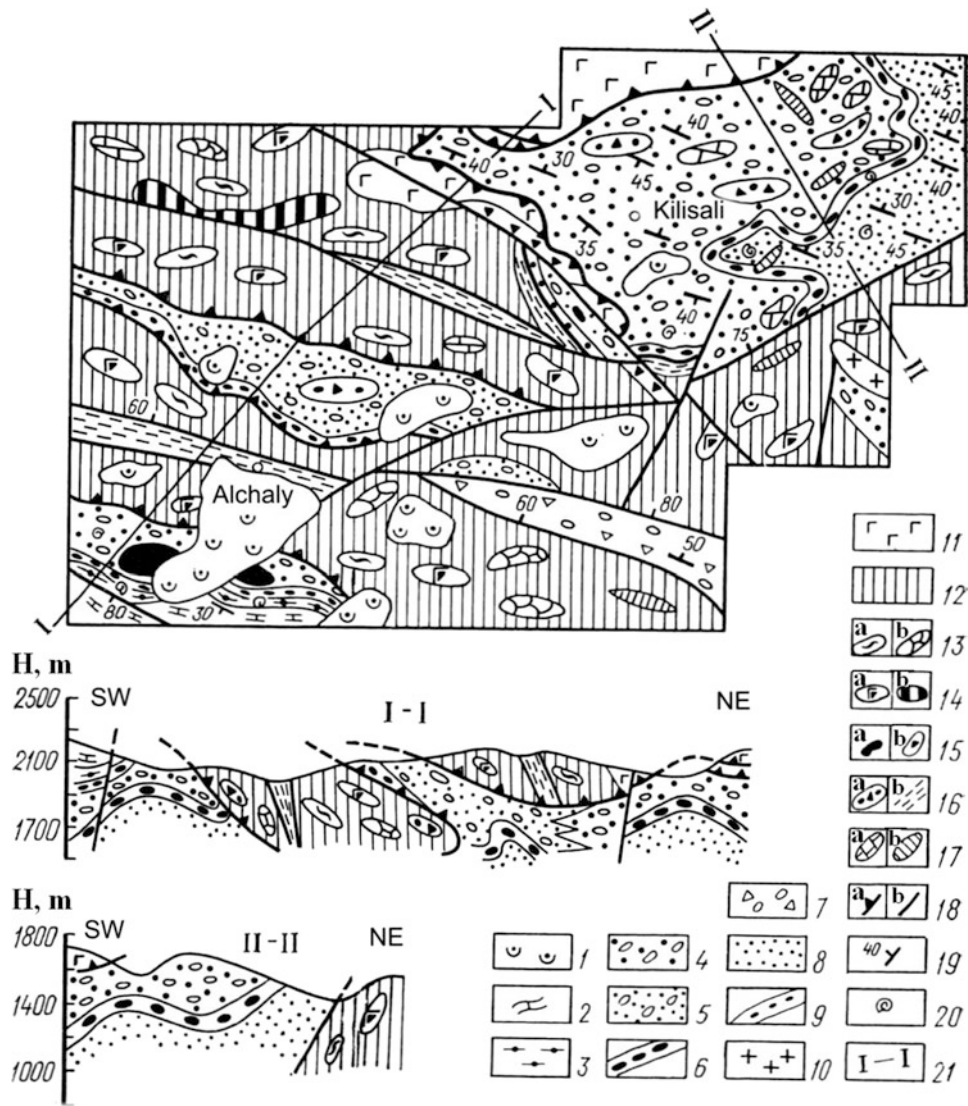 II
I
45
40
40
30
40
45
40
30
Kilisali
35
35
45
40
75
60
Alchaly
60
80
50
I
80
30
II
11
12
a b 13
a b 14
a b 15
a b 16
a b 17
a b 18
40 19
20
I–I 21
H, m
2500
2100
1700
SW
I - I
NE
H, m
1800
1400
1000
SW
II - II
NE
7
1
4
8
2
5
9
3
6
10